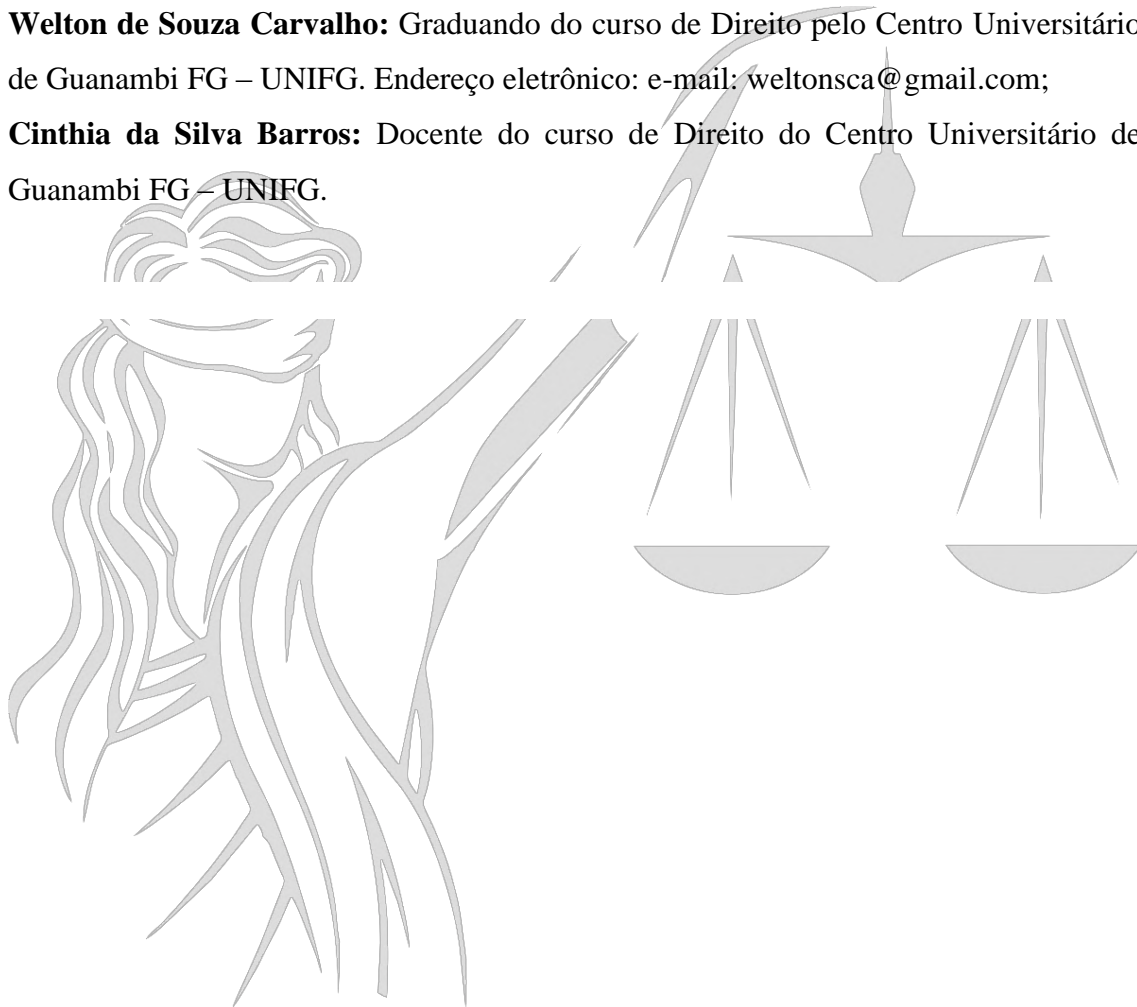 Welton de Souza Carvalho: Graduando do curso de Direito pelo Centro Universitário
de Guanambi FG – UNIFG. Endereço eletrônico: e-mail: weltonsca@gmail.com;
Cinthia da Silva Barros: Docente do curso de Direito do Centro Universitário de
Guanambi FG – UNIFG.